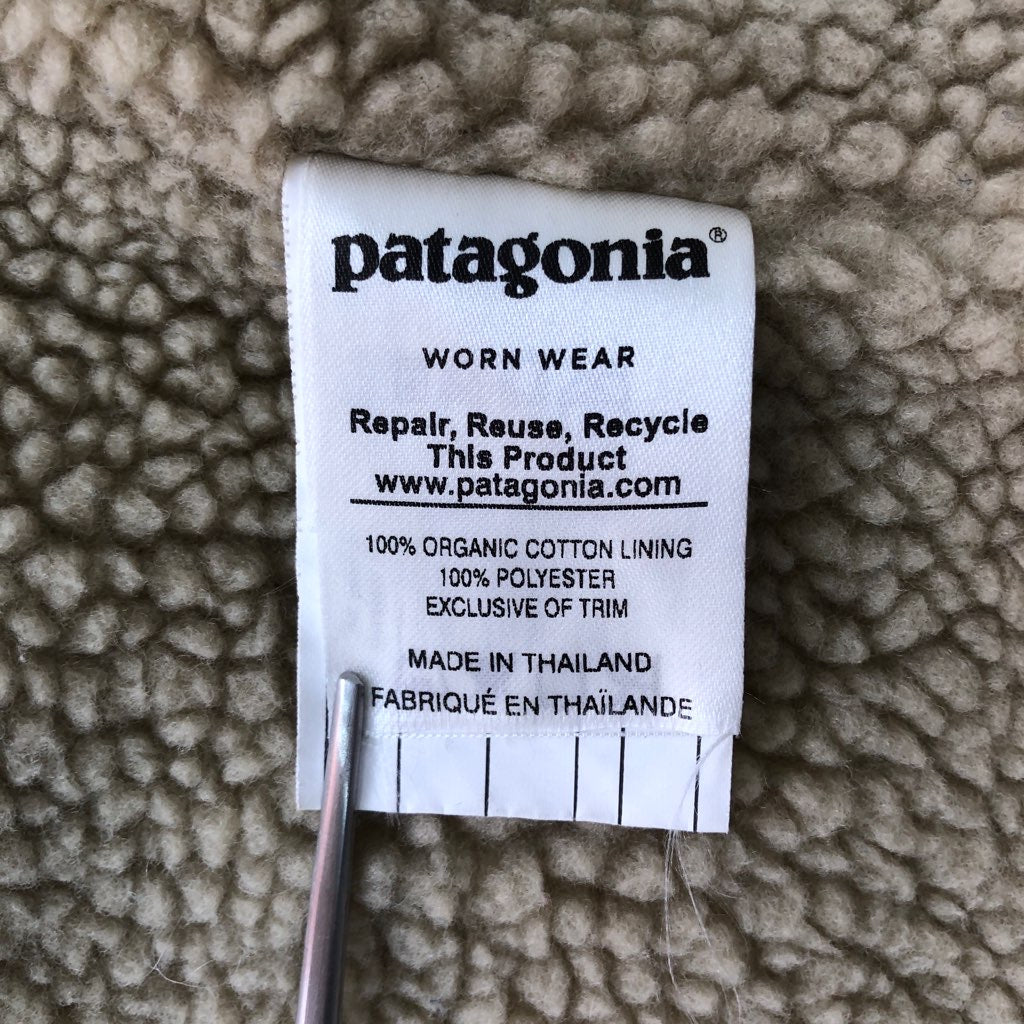 patagonia®
WORN WEAR
Repair, Reuse, Recycle
This Product
www.patagonia.com
100% ORGANIC COTTON LINING
100% POLYESTER
EXCLUSIVE OF TRIM
MADE IN THAILAND
FABRIQUÉ EN THAÏLANDE